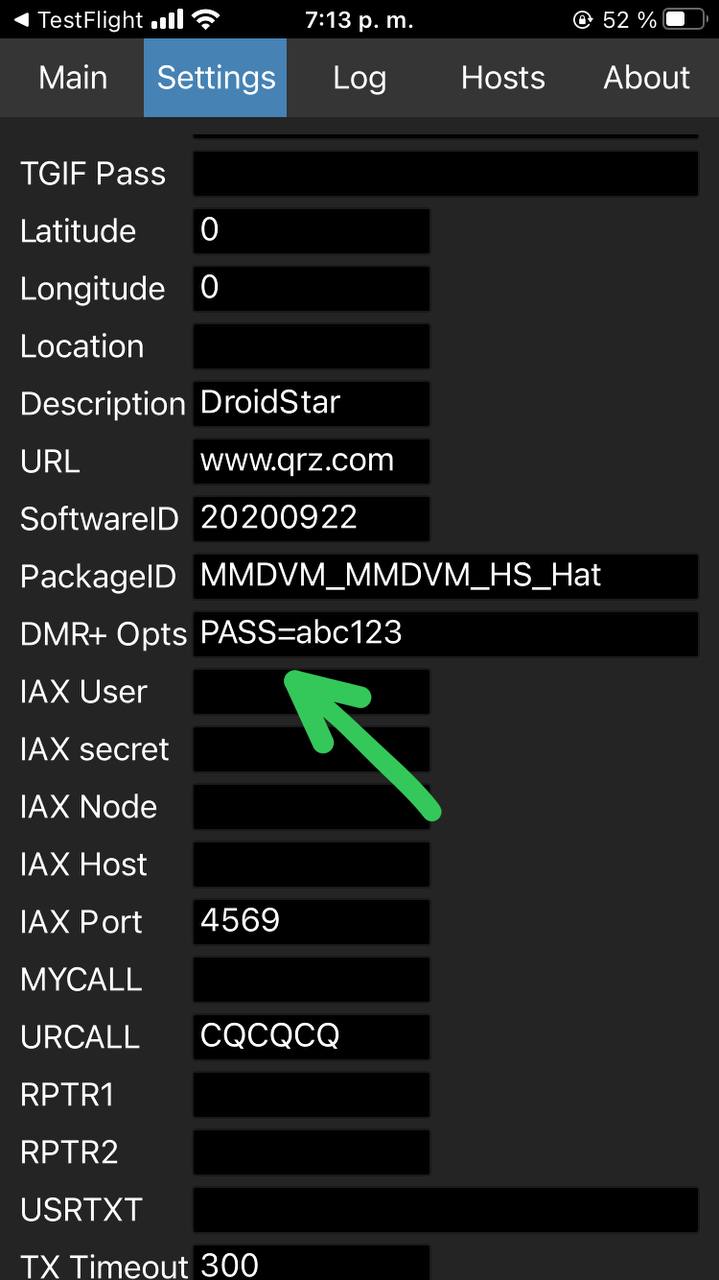 TestFlight 7:13 p. m. 52 %
Main Settings Log Hosts About
TGIF Pass
Latitude 0
Longitude 0
Location
Description DroidStar
URL www.qrz.com
SoftwareID 20200922
PackageID MMDVM_MMDVM_HS_Hat
DMR+ Opts PASS=abc123
IAX User
IAX secret
IAX Node
IAX Host
IAX Port 4569
MYCALL
URCALL CQCQCQ
RPTR1
RPTR2
USRTXT
TX Timeout 300